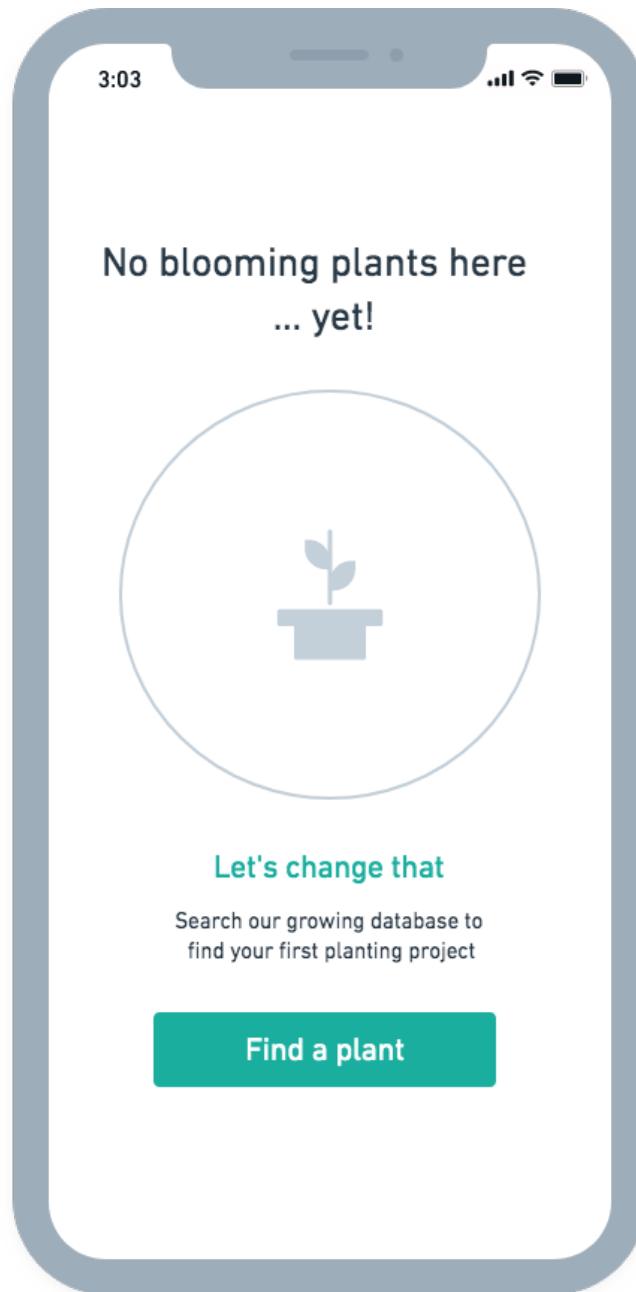 3:03
No blooming plants here
... yet!
Let's change that
Search our growing database to
find your first planting project
Find a plant